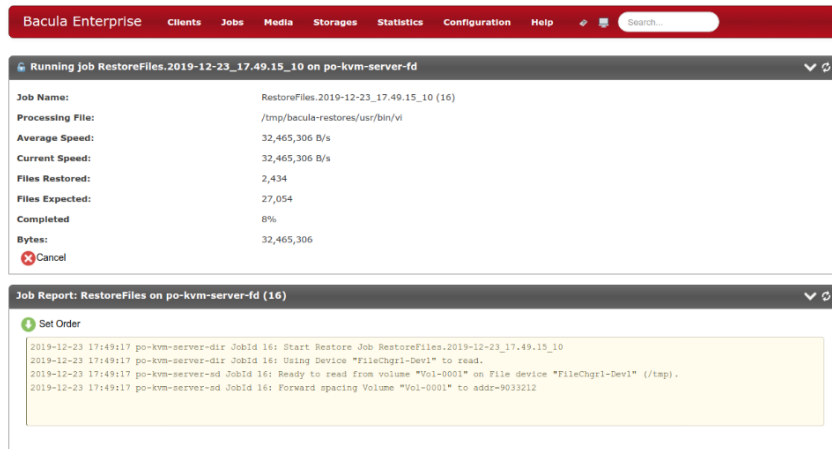 Bacula Enterprise Clients Jobs Media Storages Statistics Configuration Help Search...
Running job RestoreFiles.2019-12-23_17.49.15_10 on po-kvm-server-fd
Job Name: RestoreFiles.2019-12-23_17.49.15_10 (16)
Processing File: /tmp/bacula-restores/usr/bin/vi
Average Speed: 32,465,306 B/s
Current Speed: 32,465,306 B/s
Files Restored: 2,434
Files Expected: 27,054
Completed 8%
Bytes: 32,465,306
Cancel
Job Report: RestoreFiles on po-kvm-server-fd (16)
Set Order
2019-12-23 17:49:17 po-kvm-server-dir JobId 16: Start Restore Job RestoreFiles.2019-12-23_17.49.15_10
2019-12-23 17:49:17 po-kvm-server-dir JobId 16: Using Device "FileChgr1-Dev1" to read.
2019-12-23 17:49:17 po-kvm-server-sd JobId 16: Ready to read from volume "Vol-0001" on File device "FileChgr1-Dev1" (/tmp).
2019-12-23 17:49:17 po-kvm-server-sd JobId 16: Forward spacing Volume "Vol-0001" to addr=9033212